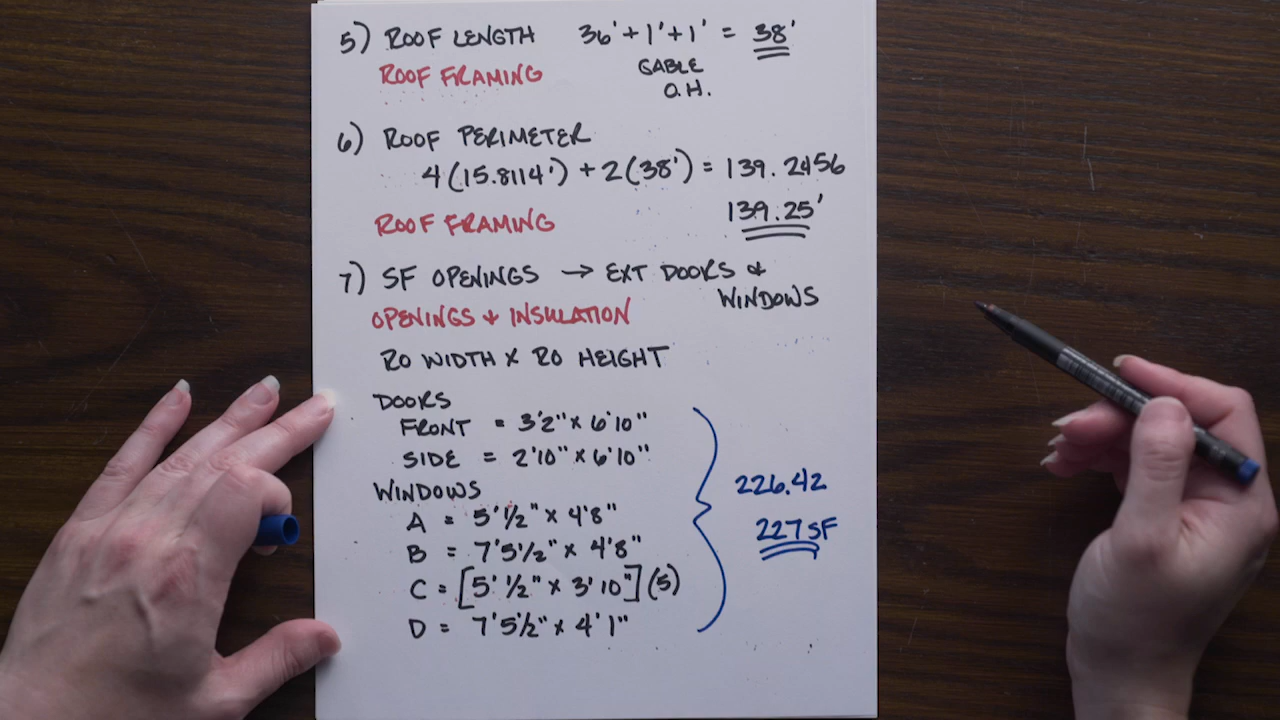 5) ROOF LENGTH 36' + 1' + 1' = 38'
ROOF FRAMING GABLE
O.H.
6) ROOF PERIMETER
4(15.8114') + 2(38') = 139.2456
ROOF FRAMING 139.25'
7) SF OPENINGS → EXT DOORS &
WINDOWS
OPENINGS & INSULATION
RO WIDTH X RO HEIGHT
DOORS
FRONT = 3'2" x 6'10"
SIDE = 2'10" x 6'10"
WINDOWS
A = 5' 1/2" x 4'8"
B = 7'5 1/2" x 4'8"
C = [5' 1/2" x 3' 10"](5)
D = 7'5 1/2" x 4' 1"
226.42
227 SF